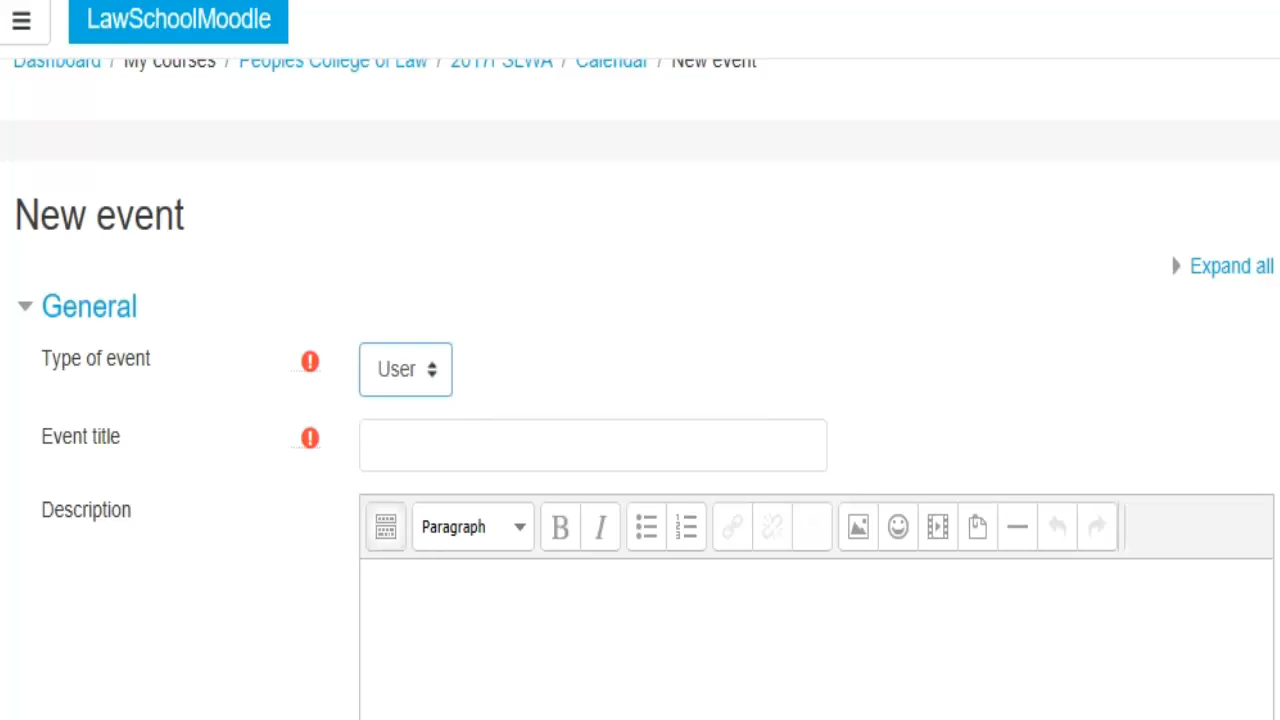 LawSchoolMoodle
Dashboard / My courses / Peoples College of Law / 2017F SLWA / Calendar / New event
New event
Expand all
General
Type of event
User
Event title
Description
Paragraph
B I